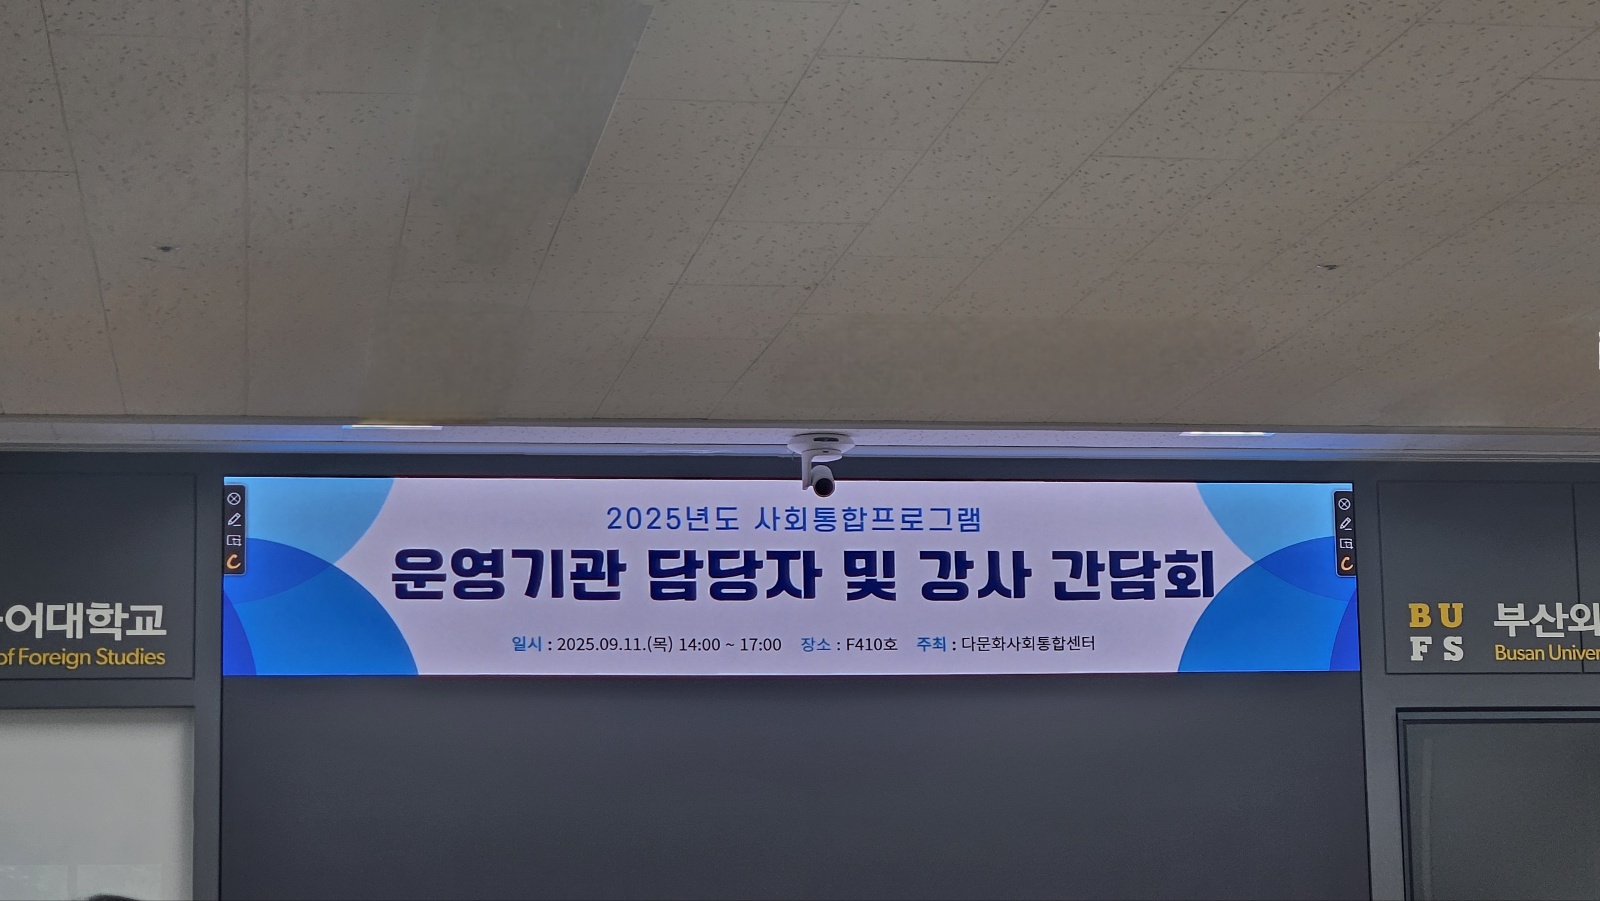 2025년도 사회통합프로그램
운영기관 담당자 및 강사 간담회
일시 : 2025.09.11.(목) 14:00 ~ 17:00 장소 : F410호 주최 : 다문화사회통합센터
어대학교
of Foreign Studies
BU
FS
부산외
Busan Univer